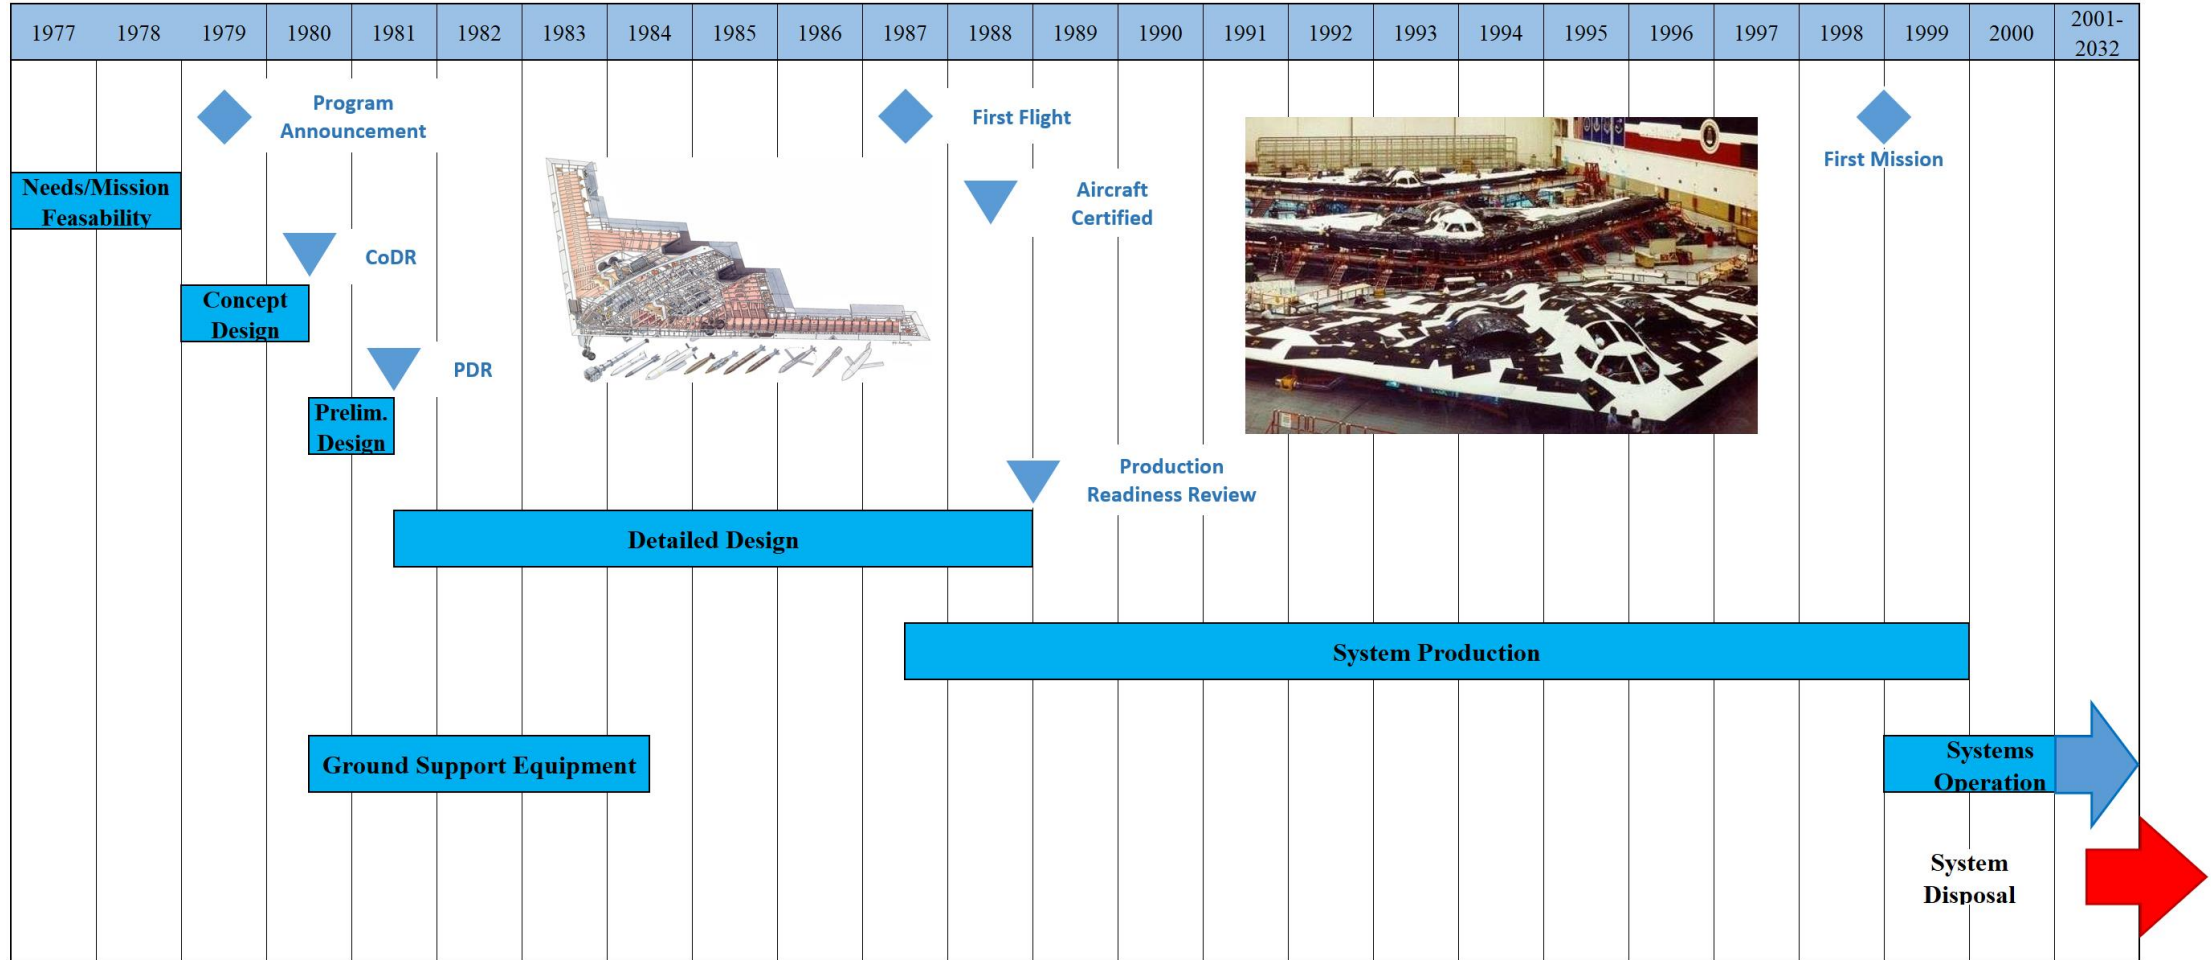 1977 1978 1979 1980 1981 1982 1983 1984 1985 1986 1987 1988 1989 1990 1991 1992 1993 1994 1995 1996 1997 1998 1999 2000 2001-
2032
Program
Announcement
First Flight
First Mission
Needs/Mission
Feasability
Aircraft
Certified
CoDR
Concept
Design
PDR
Prelim.
Design
Production
Readiness Review
Detailed Design
System Production
Ground Support Equipment
Systems
Operation
System
Disposal